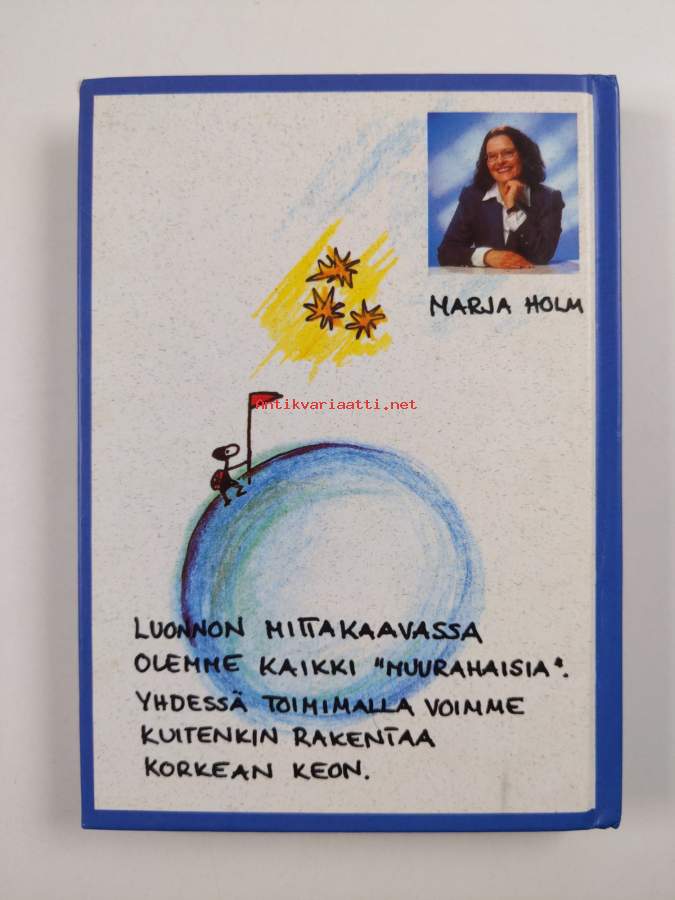 MARJA HOLM
Antikvariaatti.net
LUONNON MITTAKAAVASSA
OLEMME KAIKKI "MUURAHAISIA".
YHDESSÄ TOIMIMALLA VOIMME
KUITENKIN RAKENTAA
KORKEAN KEON.